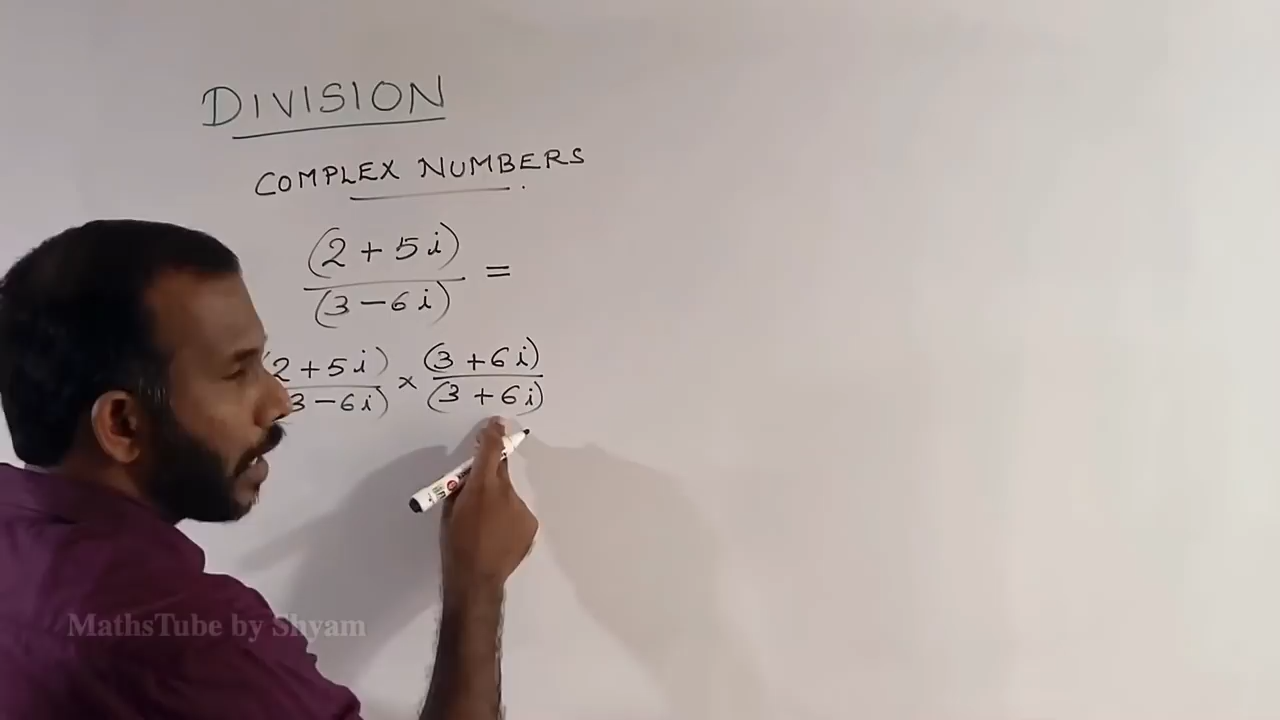 DIVISION
COMPLEX NUMBERS
(2 + 5i)
(3 - 6i) =
(2 + 5i) × (3 + 6i)
3 - 6i) (3 + 6i)
MathsTube by Shyam